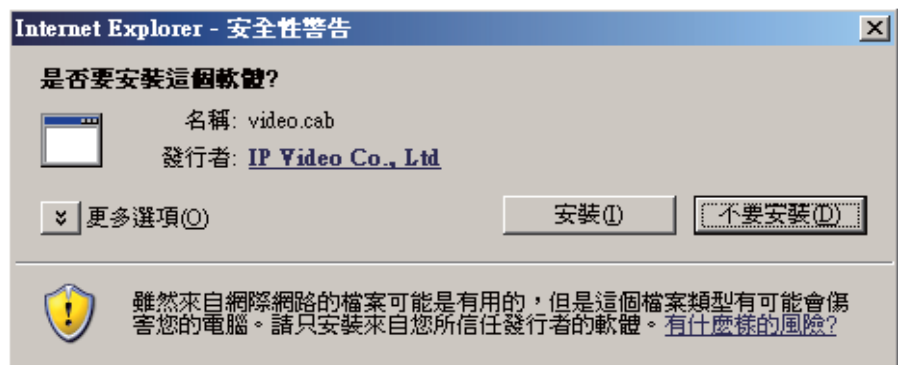 Internet Explorer - 安全性警告
是否要安裝這個軟體?
名稱: video.cab
發行者: IP Video Co., Ltd
更多選項(O)
安裝(I)
不要安裝(D)
雖然來自網際網路的檔案可能是有用的，但是這個檔案類型有可能會傷
害您的電腦。請只安裝來自您所信任發行者的軟體。有什麼樣的風險?